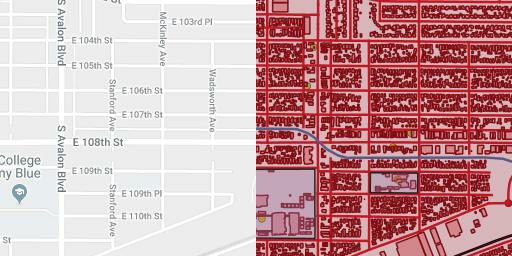 E 103rd Pl
S Avalon Blvd
McKinley Ave
E 104th St
E 105th St
Stanford Ave
E 106th St
Wadsworth Ave
E 107th St
S Avalon Blvd
E 108th St
College
ny Blue
E 109th St
Stanford Ave
E 109th Pl
E 110th St
St